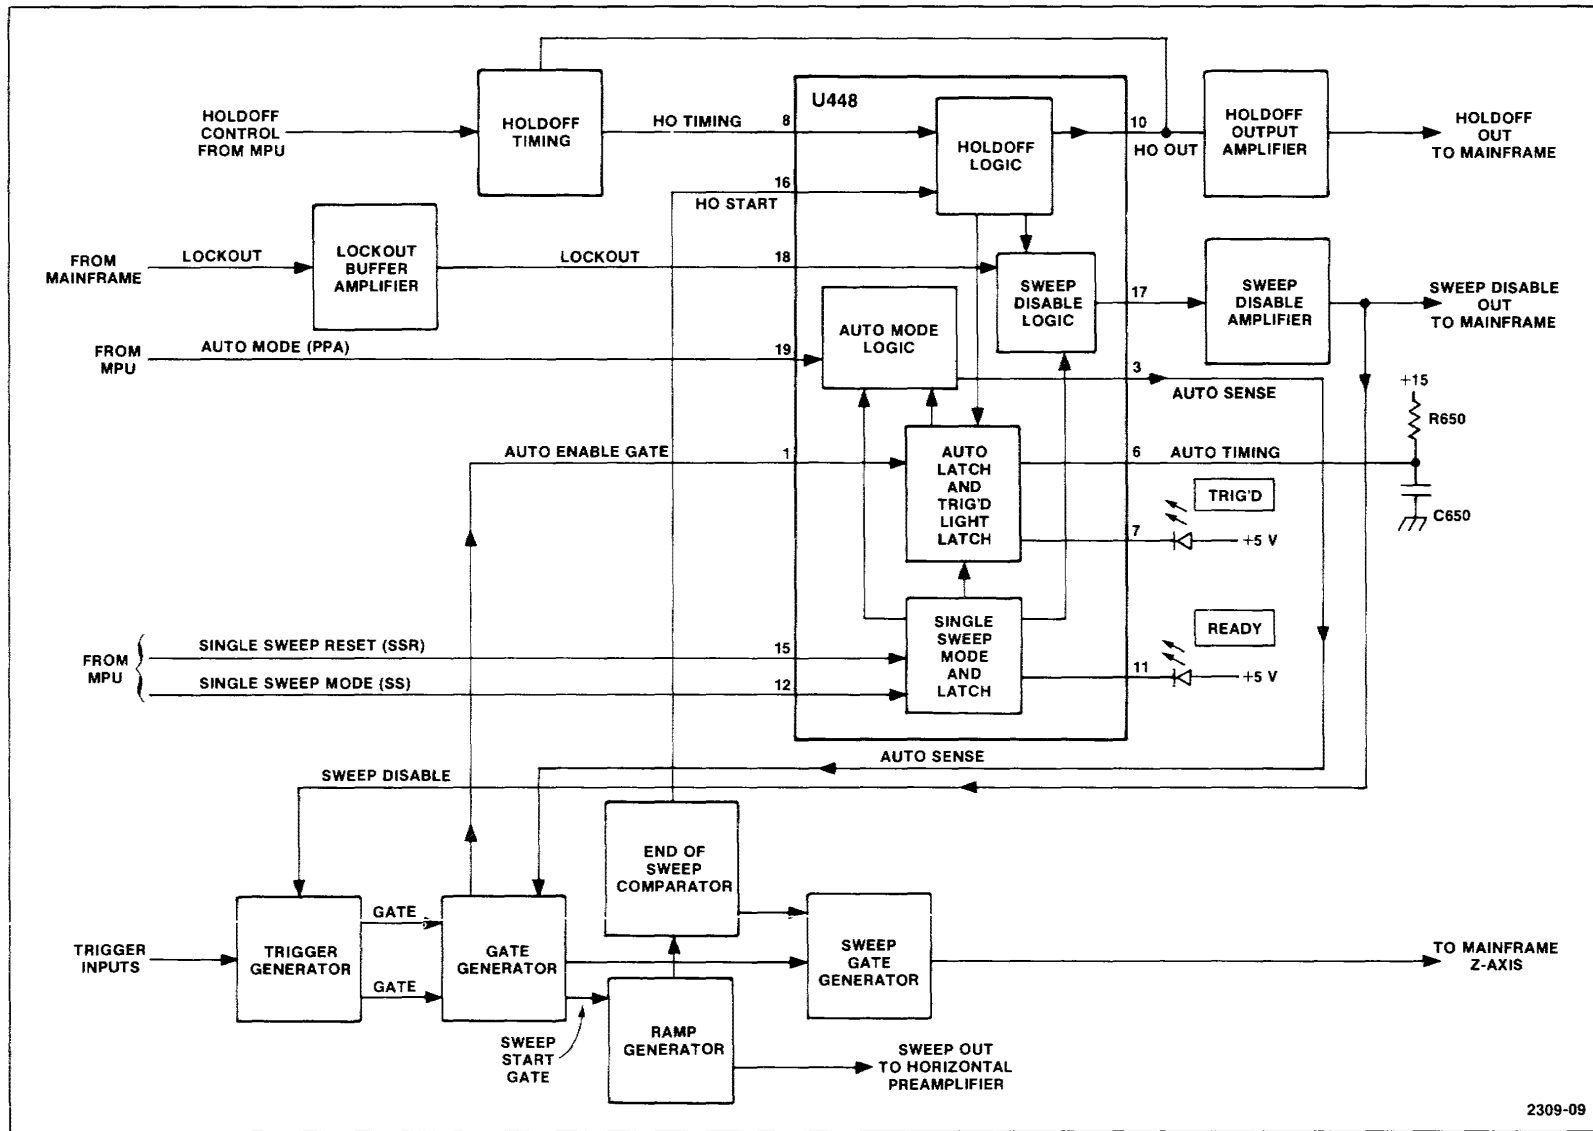 U448
HOLDOFF
CONTROL
FROM MPU
HOLDOFF
TIMING
HO TIMING
8
HOLDOFF
LOGIC
10
HO OUT
HOLDOFF
OUTPUT
AMPLIFIER
HOLDOFF
OUT
TO MAINFRAME
16
HO START
FROM
MAINFRAME
LOCKOUT
LOCKOUT
BUFFER
AMPLIFIER
LOCKOUT
18
SWEEP
DISABLE
LOGIC
17
SWEEP
DISABLE
AMPLIFIER
SWEEP DISABLE
OUT
TO MAINFRAME
FROM
MPU
AUTO MODE (PPA)
19
AUTO MODE
LOGIC
3
AUTO SENSE
+15
R650
C650
AUTO ENABLE GATE
1
AUTO
LATCH
AND
TRIG'D
LIGHT
LATCH
6
AUTO TIMING
TRIG'D
7
+5 V
FROM
MPU
SINGLE SWEEP RESET (SSR)
15
SINGLE SWEEP MODE (SS)
12
SINGLE
SWEEP
MODE
AND
LATCH
READY
11
+5 V
AUTO SENSE
SWEEP DISABLE
END OF
SWEEP
COMPARATOR
TRIGGER
INPUTS
TRIGGER
GENERATOR
GATE
GATE
GATE
GENERATOR
SWEEP
GATE
GENERATOR
TO MAINFRAME
Z-AXIS
SWEEP
START
GATE
RAMP
GENERATOR
SWEEP OUT
TO HORIZONTAL
PREAMPLIFIER
2309-09